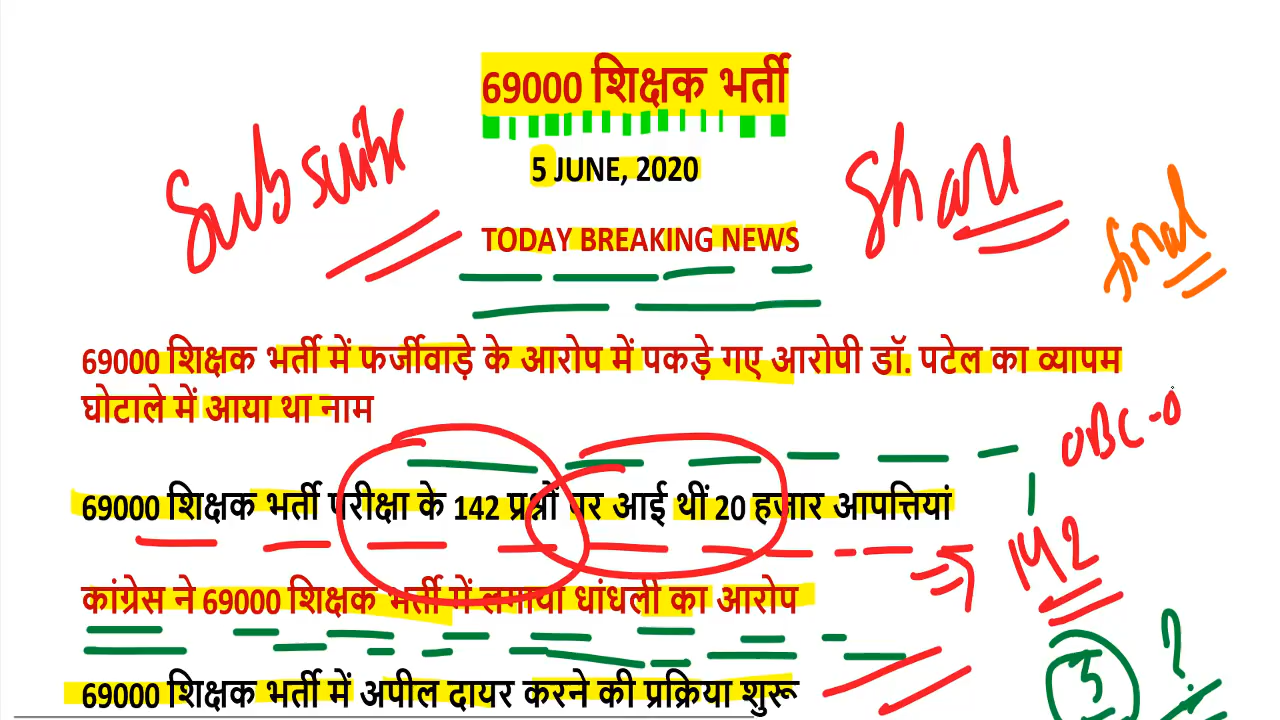 69000 शिक्षक भर्ती
Subscribe
Share
5 JUNE, 2020
final
TODAY BREAKING NEWS
69000 शिक्षक भर्ती में फर्जीवाड़े के आरोप में पकड़े गए आरोपी डॉ. पटेल का व्यापम
घोटाले में आया था नाम
OBC-0
69000 शिक्षक भर्ती परीक्षा के 142 प्रश्नों पर आई थीं 20 हजार आपत्तियां
142
कांग्रेस ने 69000 शिक्षक भर्ती में लगाया धांधली का आरोप
5 ?
69000 शिक्षक भर्ती में अपील दायर करने की प्रक्रिया शुरू